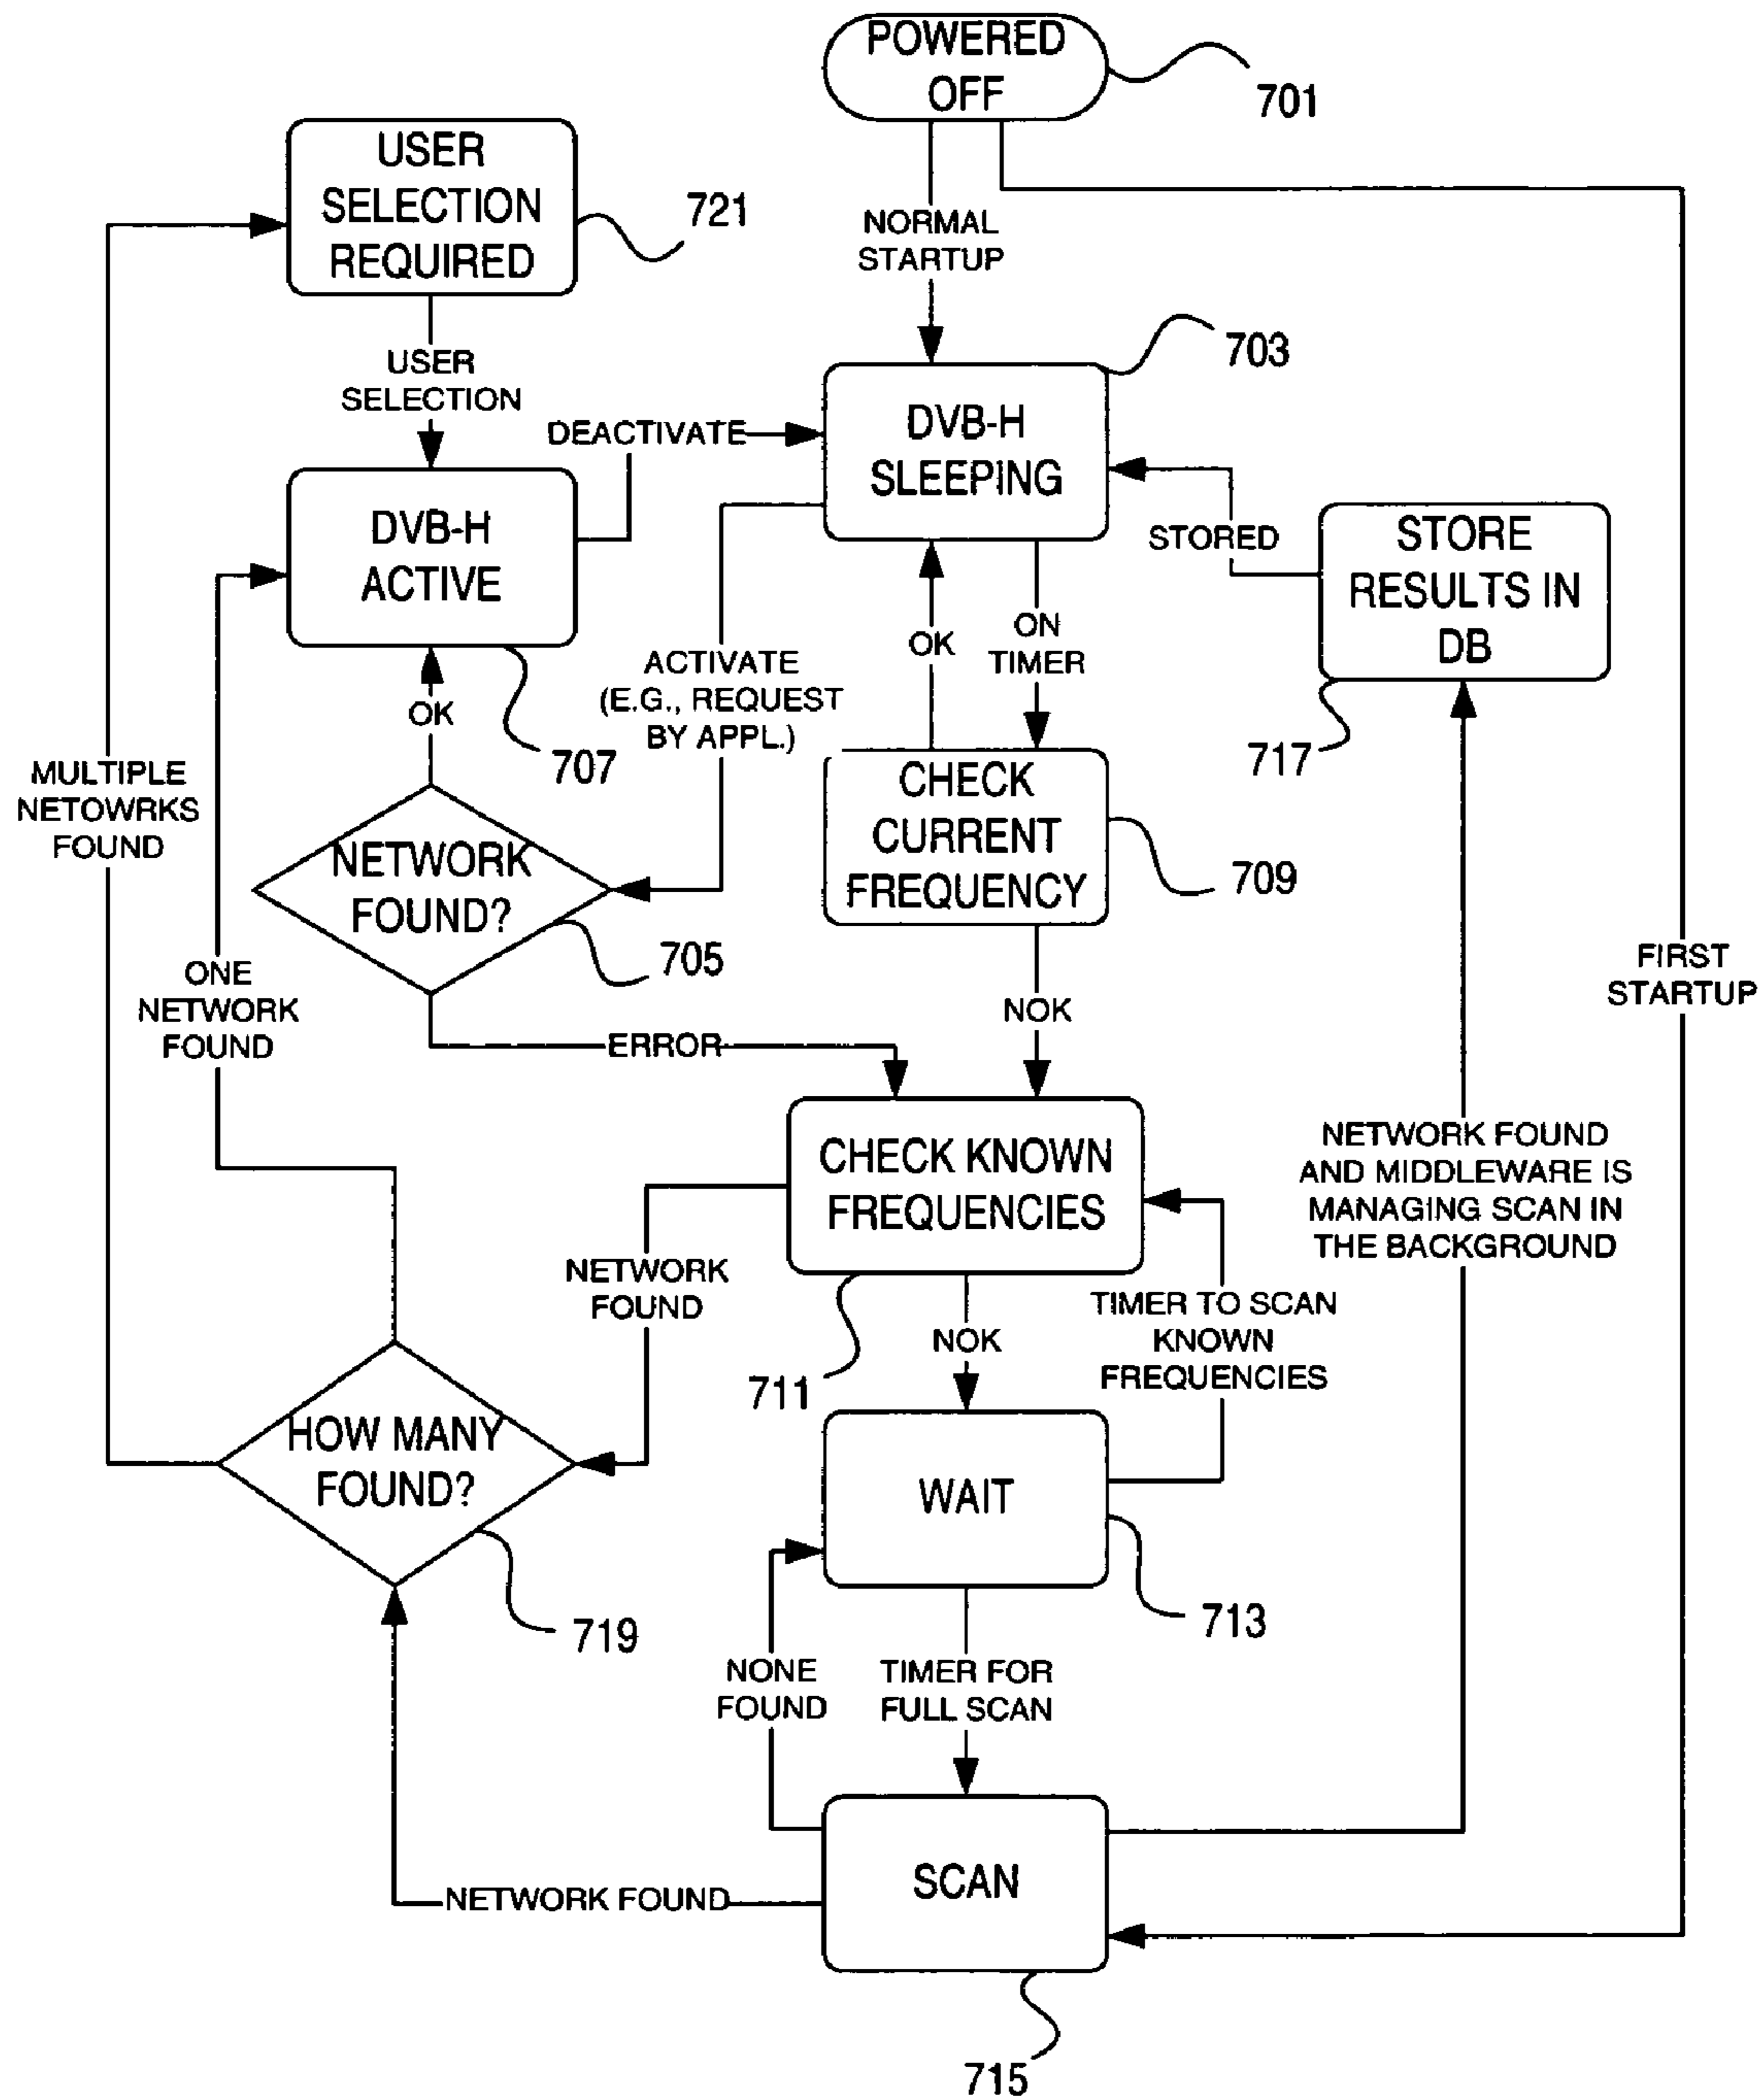 POWERED
OFF
701
USER
SELECTION
REQUIRED
721
NORMAL
STARTUP
USER
SELECTION
703
DVB-H
SLEEPING
DEACTIVATE
DVB-H
ACTIVE
STORED
STORE
RESULTS IN
DB
717
OK
ON
TIMER
ACTIVATE
(E.G., REQUEST
BY APPL.)
OK
707
MULTIPLE
NETOWRKS
FOUND
CHECK
CURRENT
FREQUENCY
709
NETWORK
FOUND?
705
ONE
NETWORK
FOUND
FIRST
STARTUP
NOK
ERROR
CHECK KNOWN
FREQUENCIES
NETWORK FOUND
AND MIDDLEWARE IS
MANAGING SCAN IN
THE BACKGROUND
NETWORK
FOUND
NOK
TIMER TO SCAN
KNOWN
FREQUENCIES
711
HOW MANY
FOUND?
WAIT
713
719
NONE
FOUND
TIMER FOR
FULL SCAN
SCAN
NETWORK FOUND
715